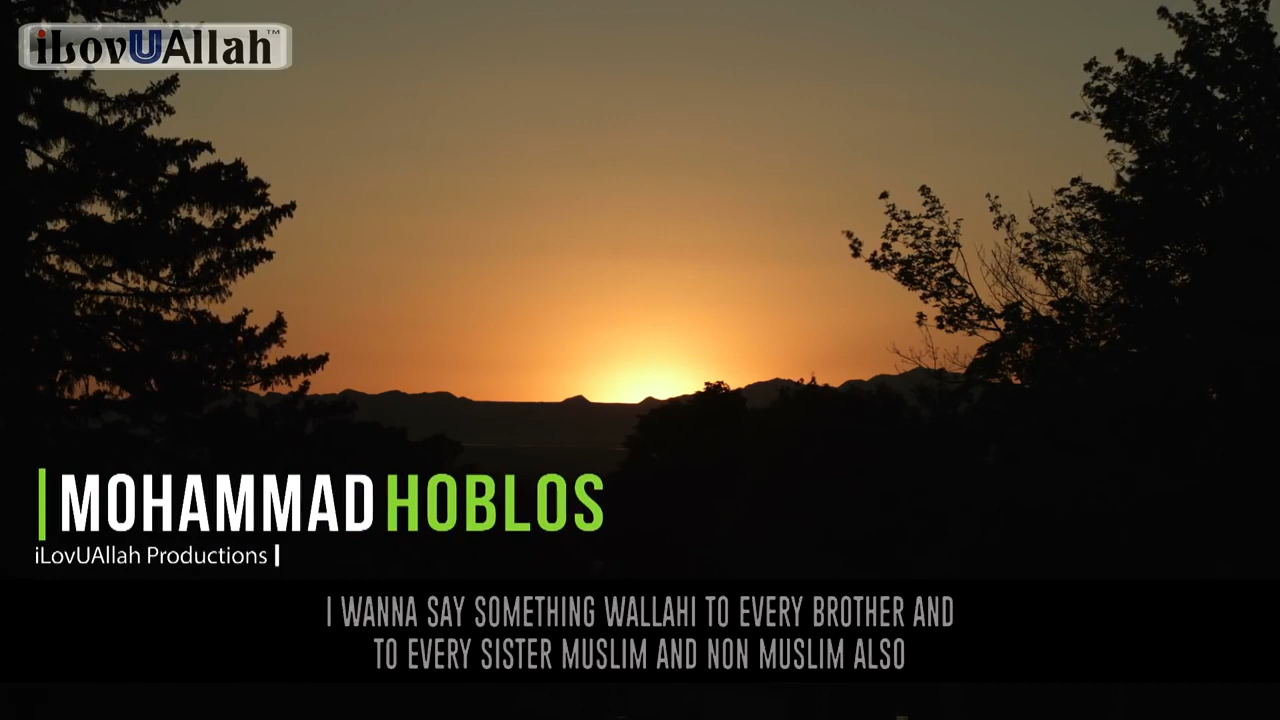 iLovUAllah™
MOHAMMAD HOBLOS
iLovUAllah Productions
I WANNA SAY SOMETHING WALLAHI TO EVERY BROTHER AND
TO EVERY SISTER MUSLIM AND NON MUSLIM ALSO